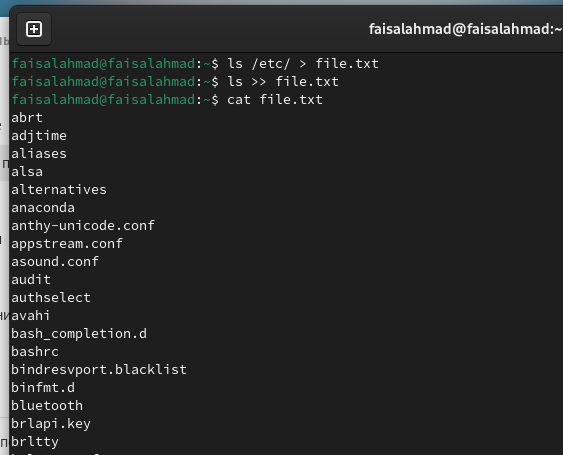 faisalahmad@faisalahmad:~
faisalahmad@faisalahmad:~$ ls /etc/ > file.txt
faisalahmad@faisalahmad:~$ ls >> file.txt
faisalahmad@faisalahmad:~$ cat file.txt
abrt
adjtime
aliases
alsa
alternatives
anaconda
anthy-unicode.conf
appstream.conf
asound.conf
audit
authselect
avahi
bash_completion.d
bashrc
bindresvport.blacklist
binfmt.d
bluetooth
brlapi.key
brltty